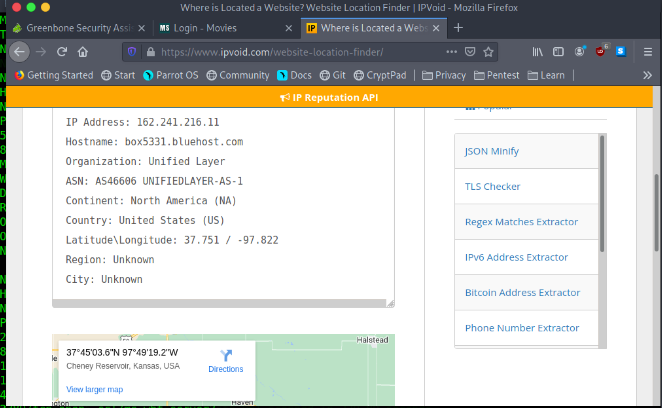 Where is Located a Website? Website Location Finder | IPVoid - Mozilla Firefox
Greenbone Security Assi
MS Login - Movies
IP Where is Located a Webs
https://www.ipvoid.com/website-location-finder/
6
S
Getting Started Start Parrot OS Community Docs Git CryptPad Privacy Pentest Learn
IP Reputation API
IP Address: 162.241.216.11
Hostname: box5331.bluehost.com
Organization: Unified Layer
ASN: AS46606 UNIFIEDLAYER-AS-1
Continent: North America (NA)
Country: United States (US)
Latitude\Longitude: 37.751 / -97.822
Region: Unknown
City: Unknown
JSON Minify
TLS Checker
Regex Matches Extractor
IPv6 Address Extractor
Bitcoin Address Extractor
Phone Number Extractor
37°45'03.6"N 97°49'19.2"W
Cheney Reservoir, Kansas, USA
Directions
View larger map
Halstead
Haven